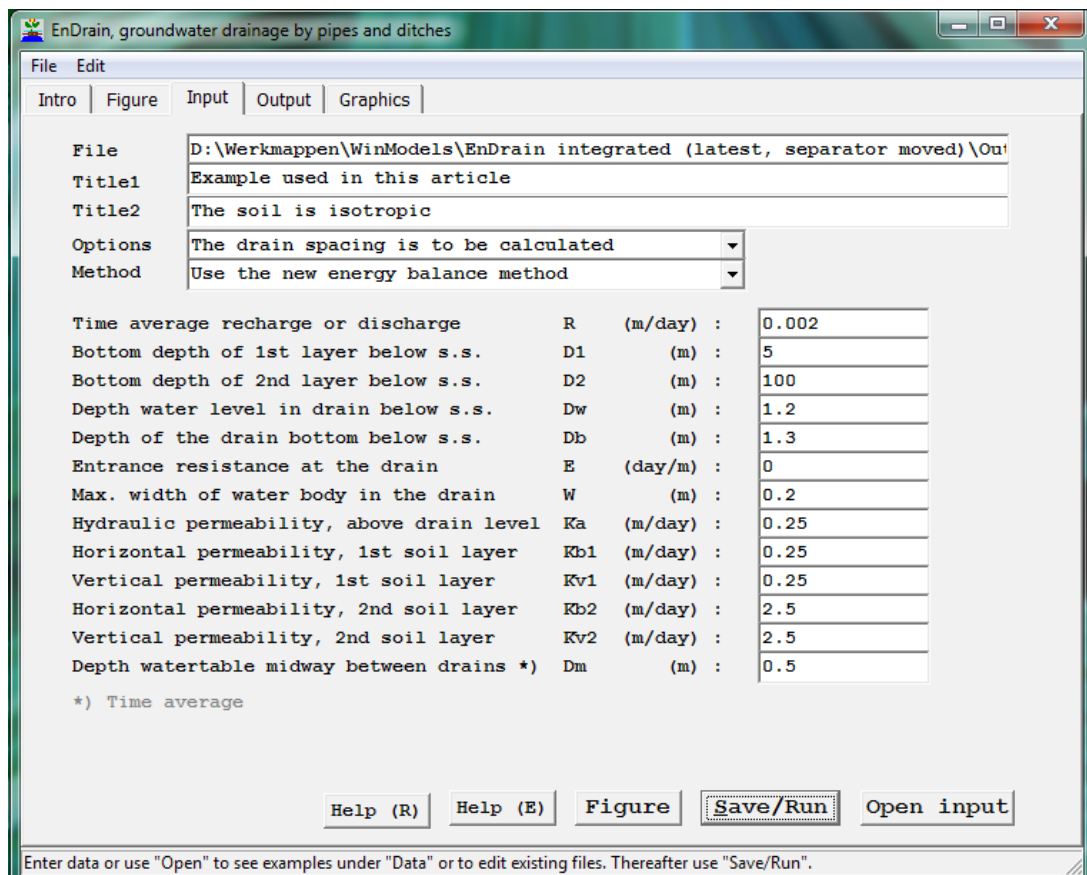 EnDrain, groundwater drainage by pipes and ditches
File Edit
Intro Figure Input Output Graphics
File D:\Werkmappen\WinModels\EnDrain integrated (latest, separator moved)\Out
Title1 Example used in this article
Title2 The soil is isotropic
Options The drain spacing is to be calculated
Method Use the new energy balance method
Time average recharge or discharge R (m/day) : 0.002
Bottom depth of 1st layer below s.s. D1 (m) : 5
Bottom depth of 2nd layer below s.s. D2 (m) : 100
Depth water level in drain below s.s. Dw (m) : 1.2
Depth of the drain bottom below s.s. Db (m) : 1.3
Entrance resistance at the drain E (day/m) : 0
Max. width of water body in the drain W (m) : 0.2
Hydraulic permeability, above drain level Ka (m/day) : 0.25
Horizontal permeability, 1st soil layer Kb1 (m/day) : 0.25
Vertical permeability, 1st soil layer Kv1 (m/day) : 0.25
Horizontal permeability, 2nd soil layer Kb2 (m/day) : 2.5
Vertical permeability, 2nd soil layer Kv2 (m/day) : 2.5
Depth watertable midway between drains *) Dm (m) : 0.5
*) Time average
Help (R) Help (E) Figure Save/Run Open input
Enter data or use "Open" to see examples under "Data" or to edit existing files. Thereafter use "Save/Run".